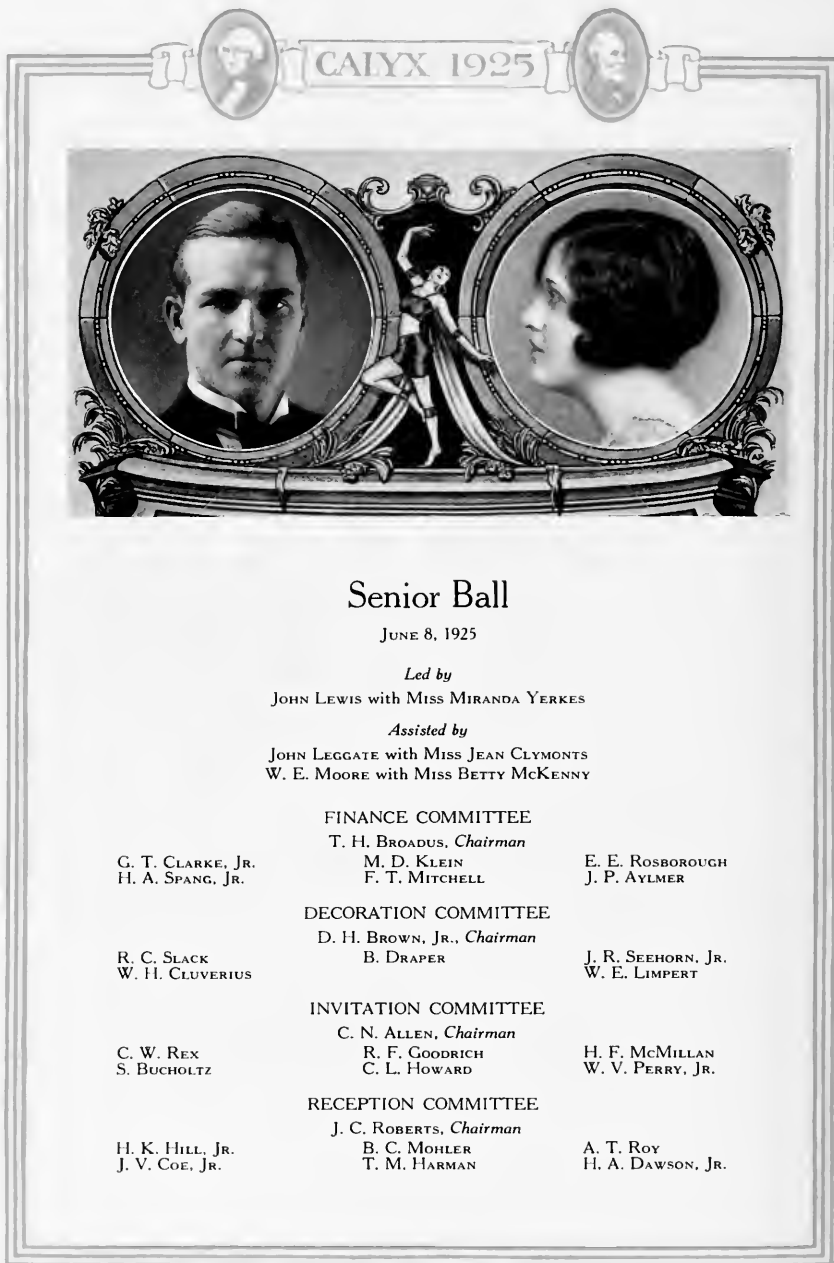 CALYX 1925
Senior Ball
JUNE 8, 1925
Led by
JOHN LEWIS with MISS MIRANDA YERKES
Assisted by
JOHN LEGGATE with MISS JEAN CLYMONTS
W. E. MOORE with MISS BETTY MCKENNY
FINANCE COMMITTEE
T. H. BROADUS, Chairman
G. T. CLARKE, JR. M. D. KLEIN E. E. ROSBOROUGH
H. A. SPANG, JR. F. T. MITCHELL J. P. AYLMER
DECORATION COMMITTEE
D. H. BROWN, JR., Chairman
R. C. SLACK B. DRAPER J. R. SEEHORN, JR.
W. H. CLUVERIUS W. E. LIMPERT
INVITATION COMMITTEE
C. N. ALLEN, Chairman
C. W. REX R. F. GOODRICH H. F. MCMILLAN
S. BUCHOLTZ C. L. HOWARD W. V. PERRY, JR.
RECEPTION COMMITTEE
J. C. ROBERTS, Chairman
H. K. HILL, JR. B. C. MOHLER A. T. ROY
J. V. COE, JR. T. M. HARMAN H. A. DAWSON, JR.